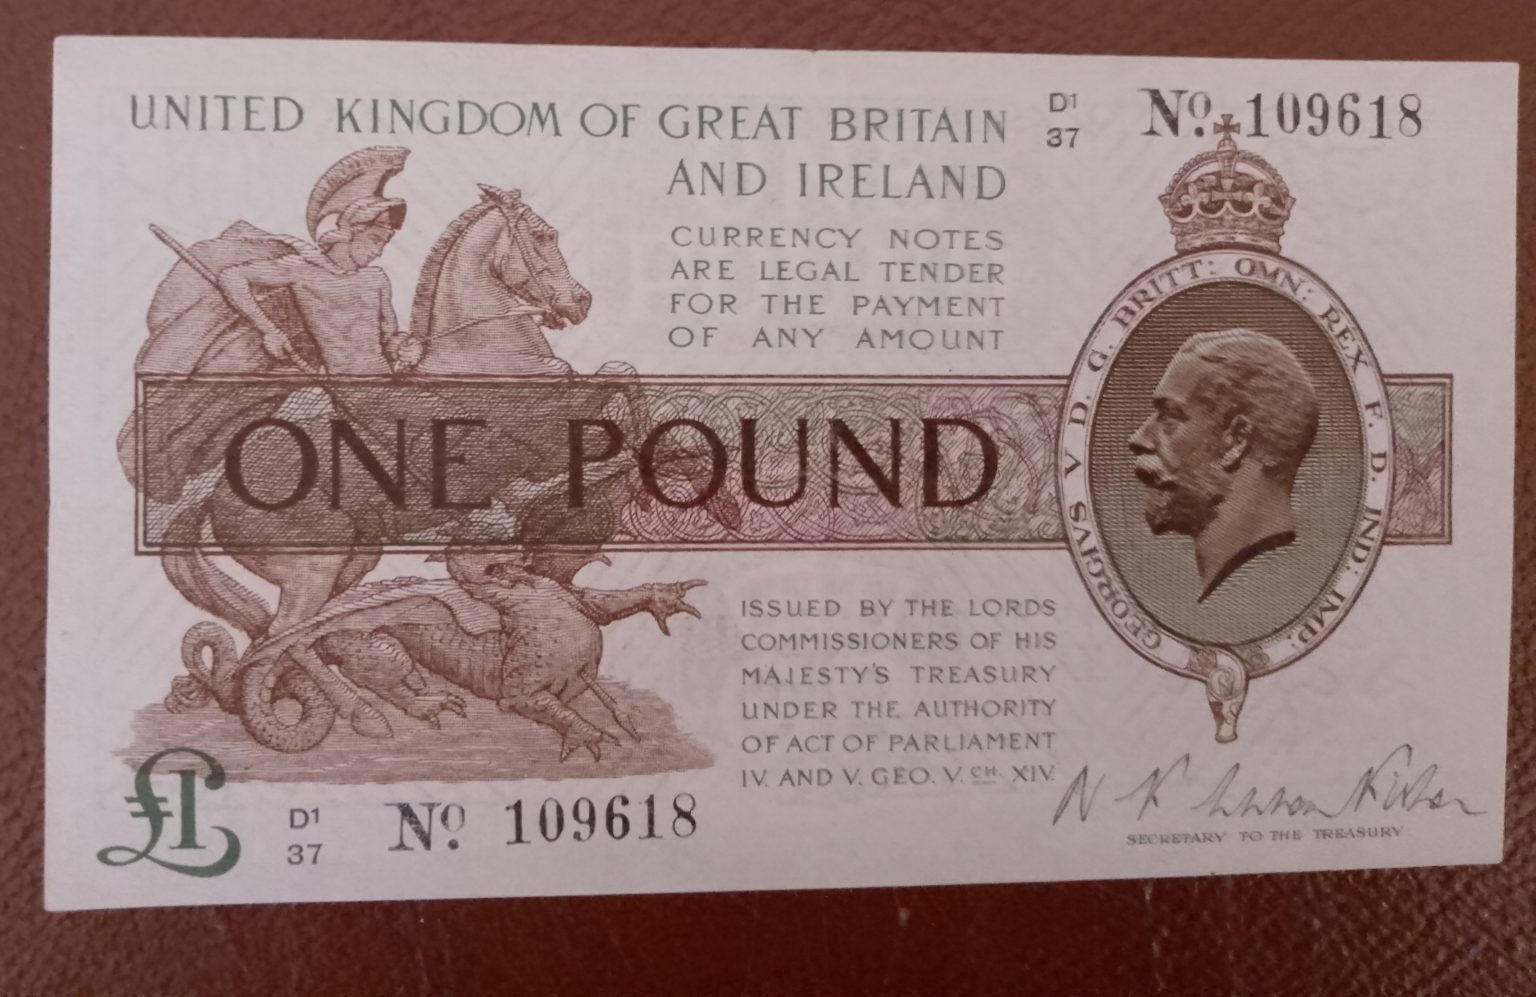 UNITED KINGDOM OF GREAT BRITAIN
AND IRELAND
D1
37
No. 109618
CURRENCY NOTES
ARE LEGAL TENDER
FOR THE PAYMENT
OF ANY AMOUNT
ONE POUND
GEORGIVS V D. G. BRITT: OMN: REX F. D. IND: IMP:
ISSUED BY THE LORDS
COMMISSIONERS OF HIS
MAJESTY'S TREASURY
UNDER THE AUTHORITY
OF ACT OF PARLIAMENT
IV. AND V. GEO. V. CH. XIV.
£1
D1
37
No. 109618
N F Warren Fisher
SECRETARY TO THE TREASURY